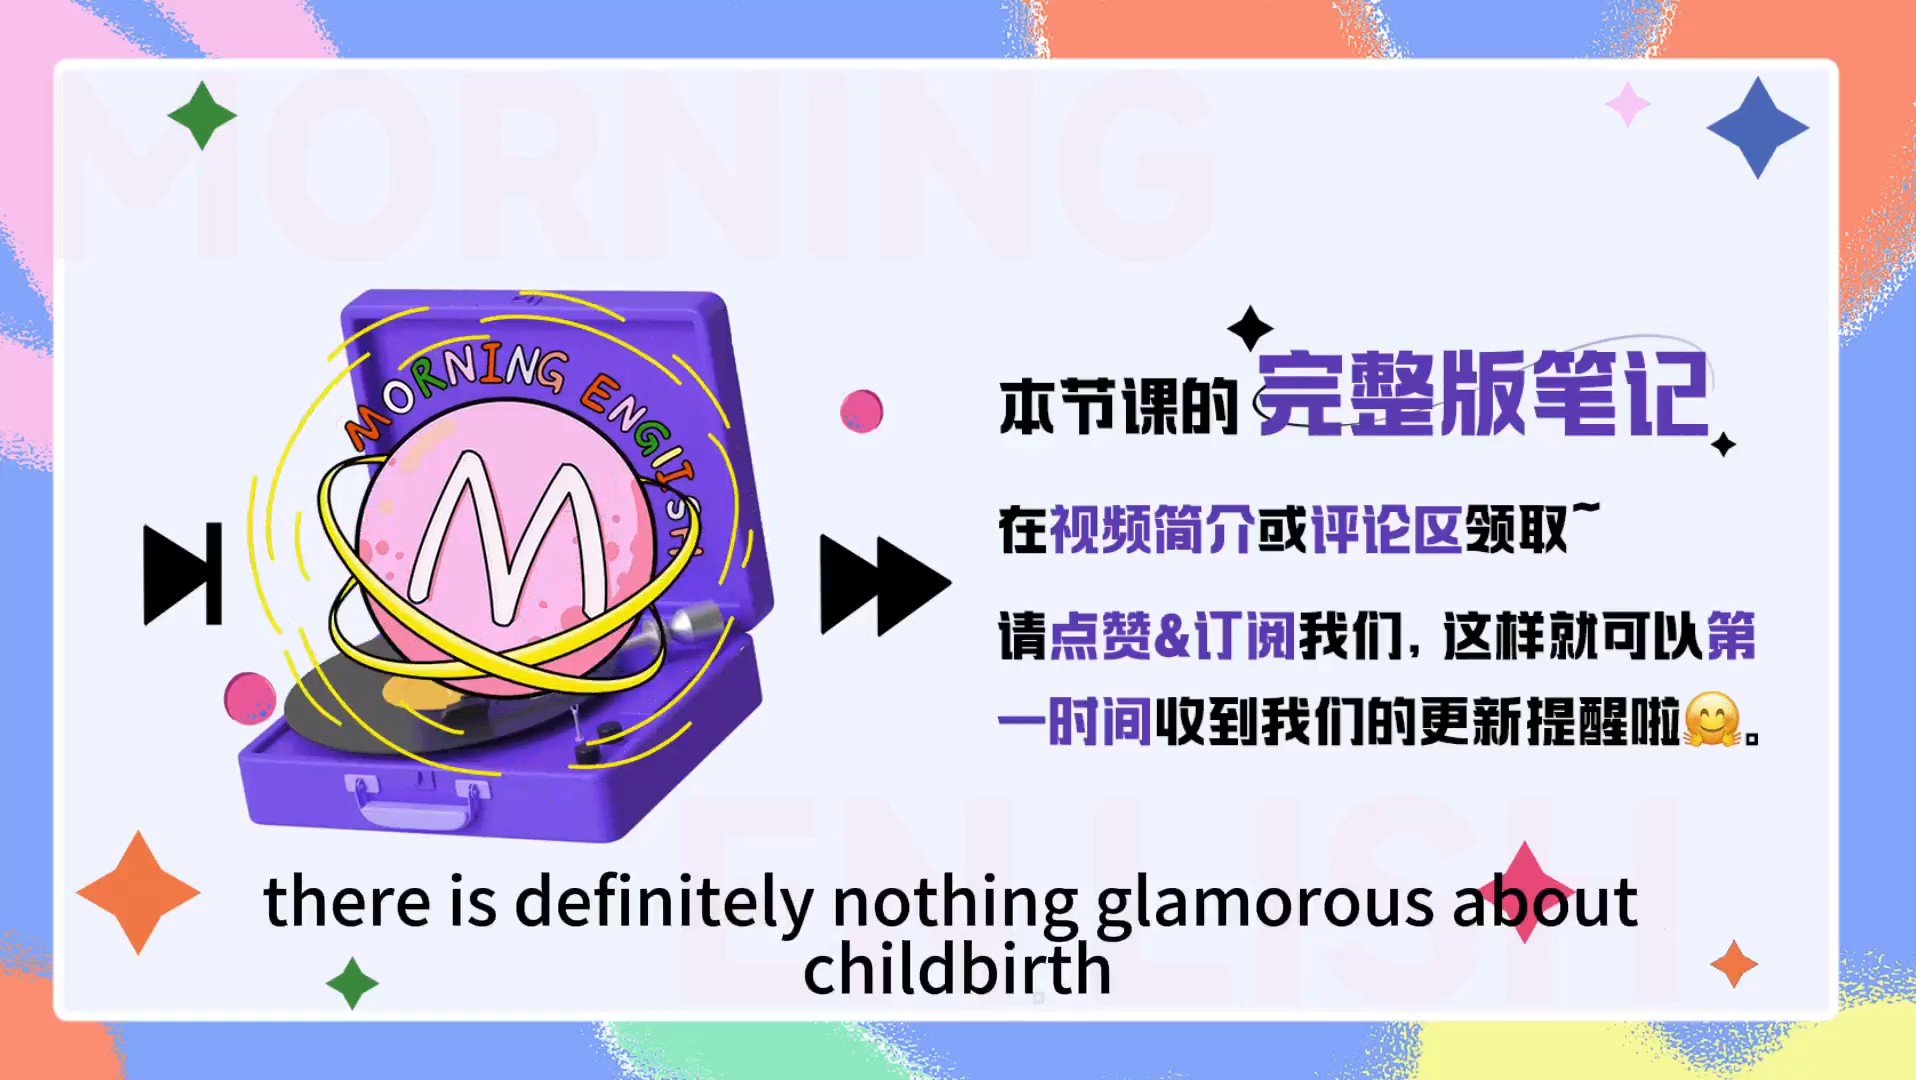 MORNING
MORNING ENGLISH
M
本节课的 完整版笔记
在视频简介或评论区领取~
请点赞&订阅我们，这样就可以第
一时间收到我们的更新提醒啦🤗。
there is definitely nothing glamorous about
childbirth